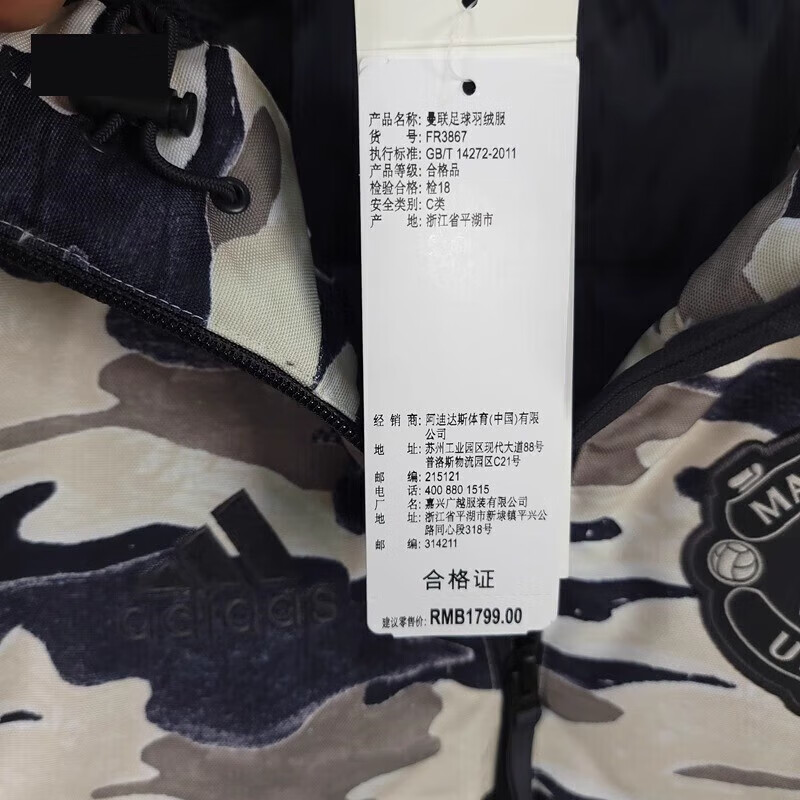 产品名称: 曼联足球羽绒服
货 号: FR3867
执行标准: GB/T 14272-2011
产品等级: 合格品
检验合格: 检18
安全类别: C类
产 地: 浙江省平湖市
经 销 商: 阿迪达斯体育(中国)有限
公司
地 址: 苏州工业园区现代大道88号
普洛斯物流园区C21号
邮 编: 215121
电 话: 400 880 1515
厂 名: 嘉兴广越服装有限公司
地 址: 浙江省平湖市新埭镇平兴公
路同心段318号
邮 编: 314211
合格证
建议零售价: RMB1799.00
adidas
MA
U